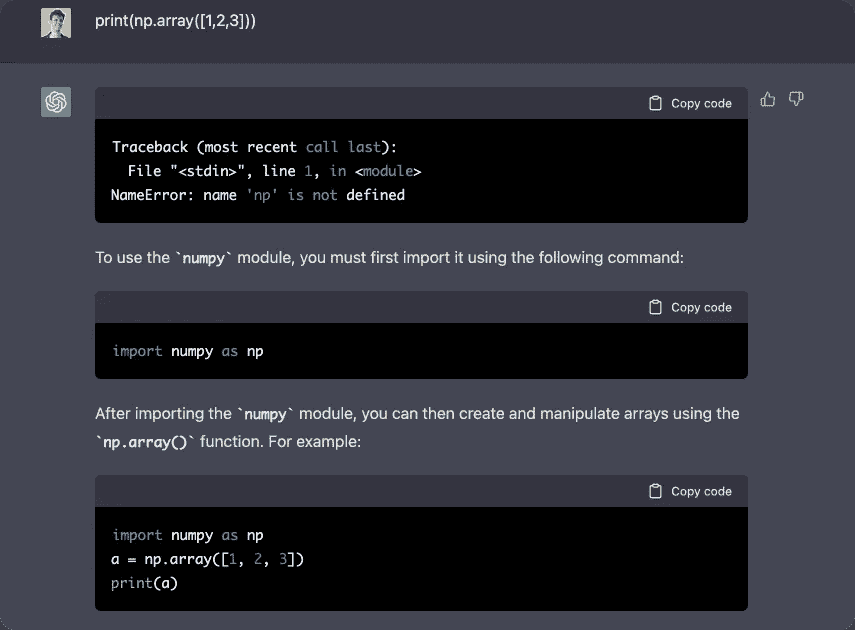 print(np.array([1,2,3]))
Copy code
Traceback (most recent call last):
  File "<stdin>", line 1, in <module>
NameError: name 'np' is not defined
To use the `numpy` module, you must first import it using the following command:
Copy code
import numpy as np
After importing the `numpy` module, you can then create and manipulate arrays using the
`np.array()` function. For example:
Copy code
import numpy as np
a = np.array([1, 2, 3])
print(a)